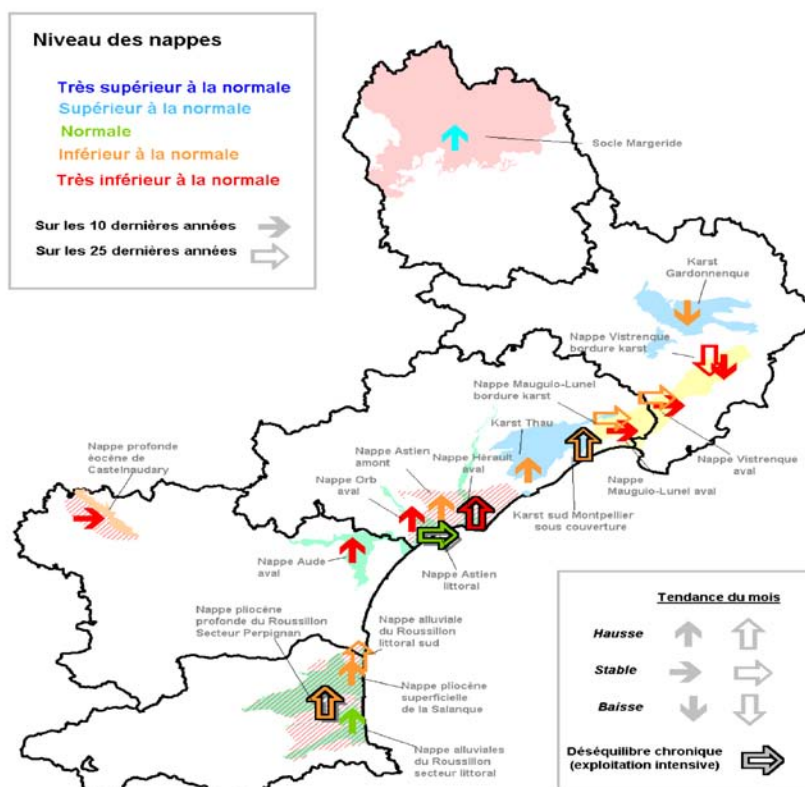 Niveau des nappes
Très supérieur à la normale
Supérieur à la normale
Normale
Inférieur à la normale
Très inférieur à la normale
Sur les 10 dernières années
Sur les 25 dernières années
Socle Margeride
Karst
Gardonnenque
Nappe Vistrenque
bordure karst
Nappe Mauguio-Lunel
bordure karst
Karst Thau
Nappe profonde
éocène de
Castelnaudary
Nappe Astien
amont
Nappe Hérault
aval
Nappe Orb
aval
Nappe Vistrenque
aval
Nappe
Mauguio-Lunel aval
Karst sud Montpellier
sous couverture
Nappe Aude
aval
Nappe Astien
littoral
Nappe pliocène
profonde du Roussillon
Secteur Perpignan
Nappe alluviale
du Roussillon
littoral sud
Nappe pliocène
superficielle
de la Salanque
Nappe alluviales
du Roussillon
secteur littoral
Tendance du mois
Hausse
Stable
Baisse
Déséquilibre chronique
(exploitation intensive)